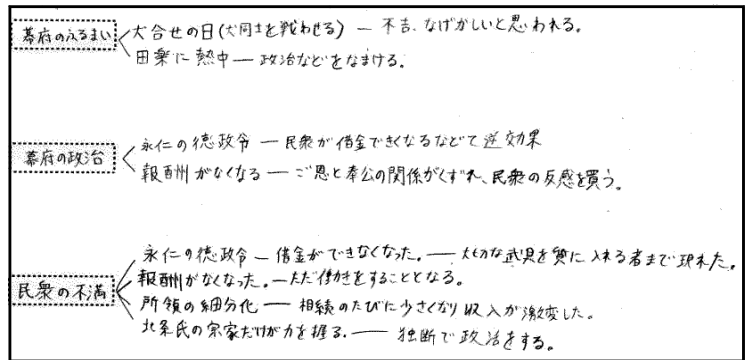 幕府のふるまい
犬合せの日(犬同士を戦わせる) ― 不吉、なげかしいと思われる。
田楽に熱中 ― 政治などをなまける。
幕府の政治
永仁の徳政令 ― 民衆が借金できなくなるなどで逆効果
報酬がなくなる ― ご恩と奉公の関係がくずれ、民衆の反感を買う。
民衆の不満
永仁の徳政令 ― 借金ができなくなった。 ― 大切な武具を質に入れる者まで現れた。
報酬がなくなった。 ― ただ働きをすることとなる。
所領の細分化 ― 相続のたびに少さくなり収入が激変した。
北条氏の宗家だけが力を握る。 ― 独断で政治をする。